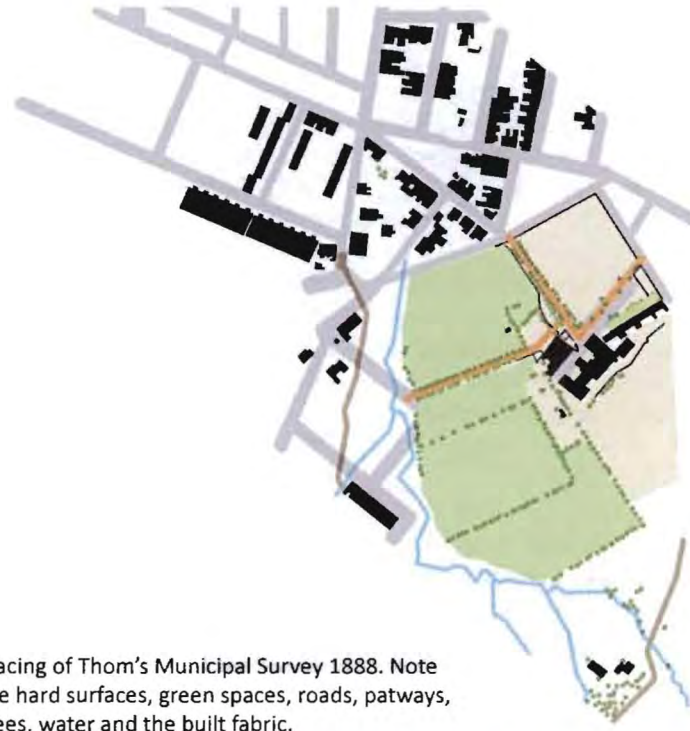 acing of Thom's Municipal Survey 1888. Note
e hard surfaces, green spaces, roads, patways,
ees, water and the built fabric.